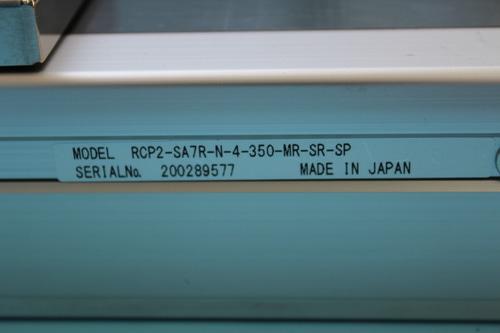 MODEL RCP2-SA7R-N-4-350-MR-SR-SP
SERIALNo. 200289577 MADE IN JAPAN